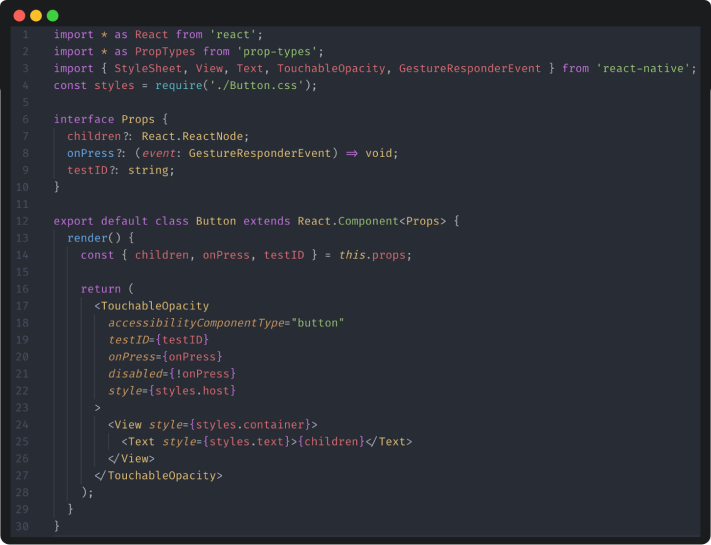 1 import * as React from 'react';
2 import * as PropTypes from 'prop-types';
3 import { StyleSheet, View, Text, TouchableOpacity, GestureResponderEvent } from 'react-native';
4 const styles = require('./Button.css');
5
6 interface Props {
7   children?: React.ReactNode;
8   onPress?: (event: GestureResponderEvent) => void;
9   testID?: string;
10 }
11
12 export default class Button extends React.Component<Props> {
13   render() {
14     const { children, onPress, testID } = this.props;
15
16     return (
17       <TouchableOpacity
18         accessibilityComponentType="button"
19         testID={testID}
20         onPress={onPress}
21         disabled={!onPress}
22         style={styles.host}
23       >
24         <View style={styles.container}>
25           <Text style={styles.text}>{children}</Text>
26         </View>
27       </TouchableOpacity>
28     );
29   }
30 }